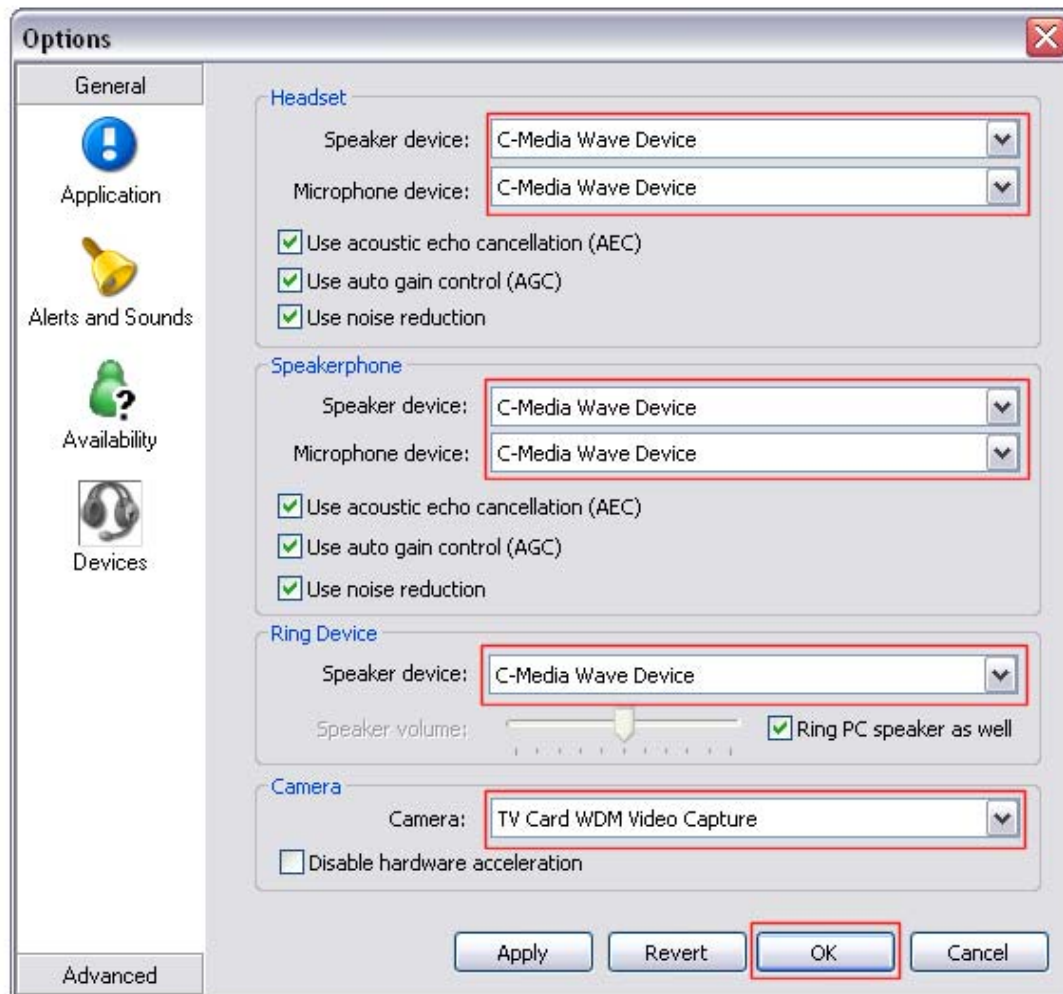 Options
General
Application
Alerts and Sounds
Availability
Devices
Advanced
Headset
Speaker device: C-Media Wave Device
Microphone device: C-Media Wave Device
Use acoustic echo cancellation (AEC)
Use auto gain control (AGC)
Use noise reduction
Speakerphone
Speaker device: C-Media Wave Device
Microphone device: C-Media Wave Device
Use acoustic echo cancellation (AEC)
Use auto gain control (AGC)
Use noise reduction
Ring Device
Speaker device: C-Media Wave Device
Speaker volume: Ring PC speaker as well
Camera
Camera: TV Card WDM Video Capture
Disable hardware acceleration
Apply Revert OK Cancel